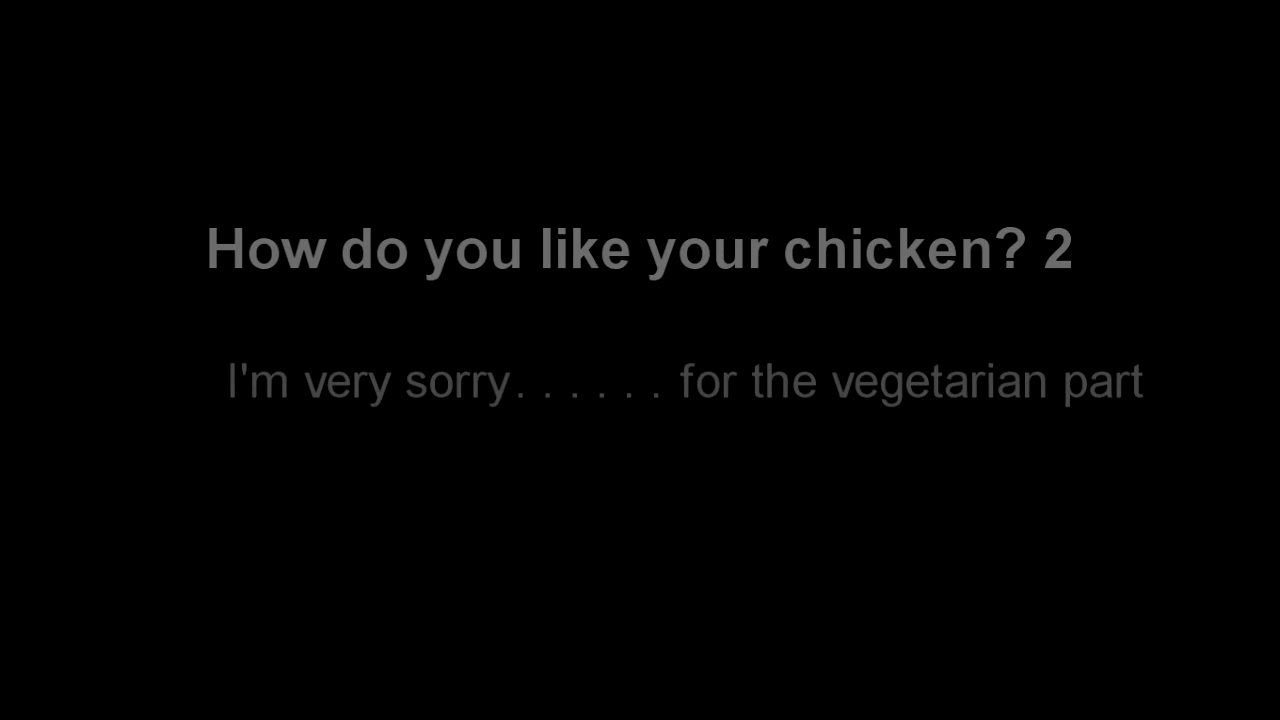 How do you like your chicken? 2
I'm very sorry. . . . . . for the vegetarian part